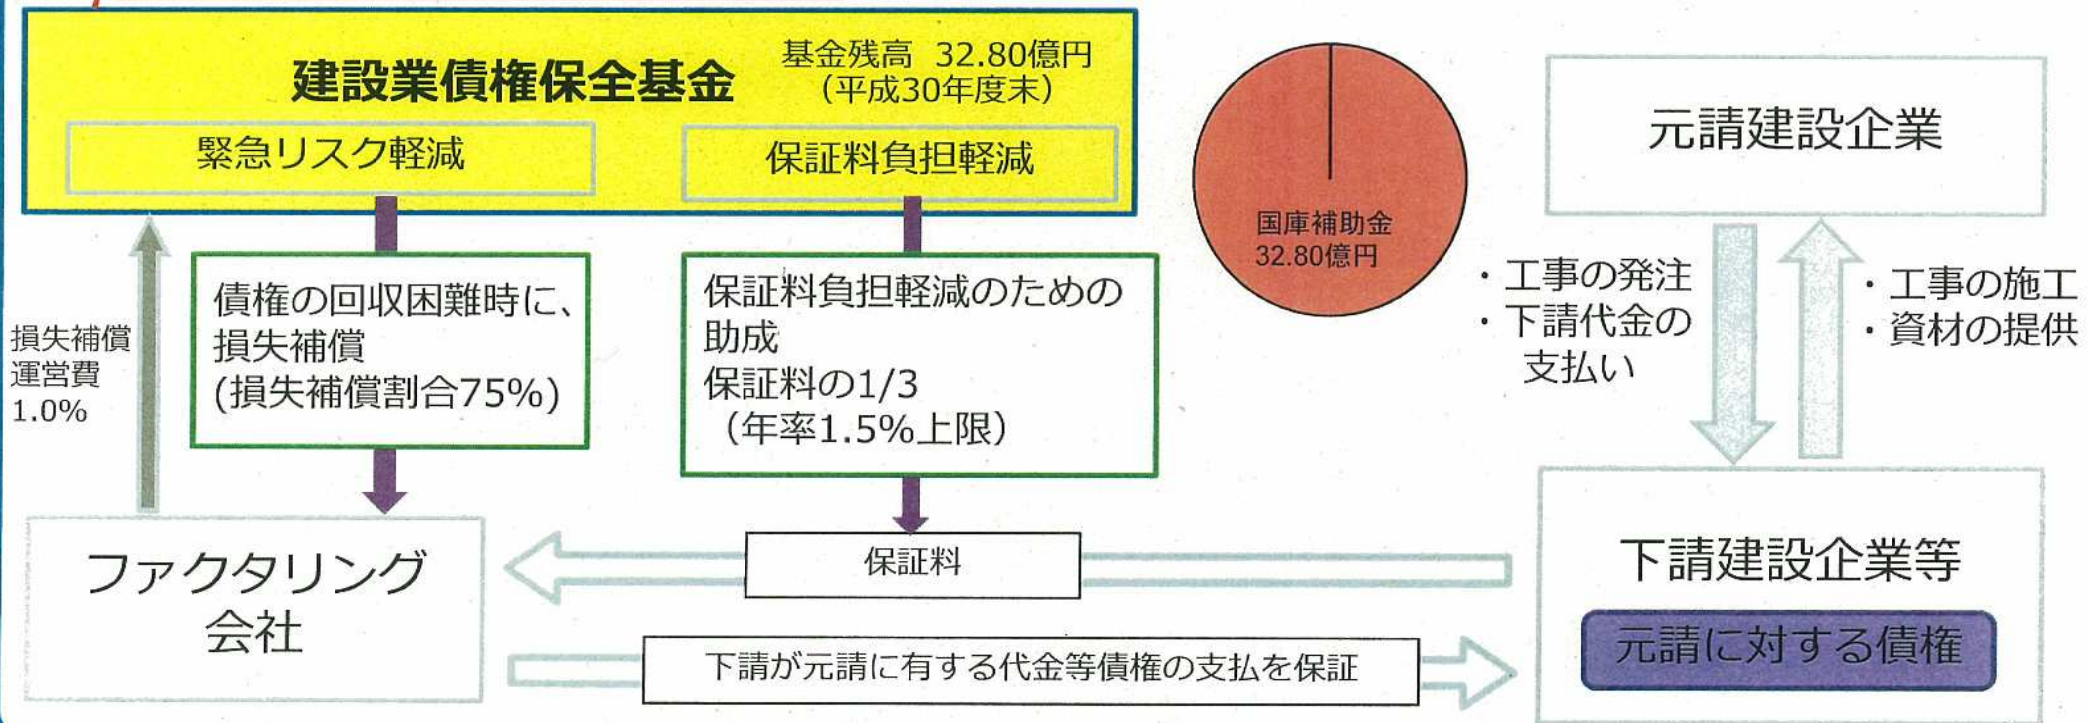 建設業債権保全基金
基金残高 32.80億円
（平成30年度末）
緊急リスク軽減
保証料負担軽減
国庫補助金
32.80億円
元請建設企業
損失補償
運営費
1.0%
債権の回収困難時に、
損失補償
(損失補償割合75%)
保証料負担軽減のための
助成
保証料の1/3
（年率1.5%上限）
・工事の発注
・下請代金の
支払い
・工事の施工
・資材の提供
ファクタリング
会社
保証料
下請が元請に有する代金等債権の支払を保証
下請建設企業等
元請に対する債権